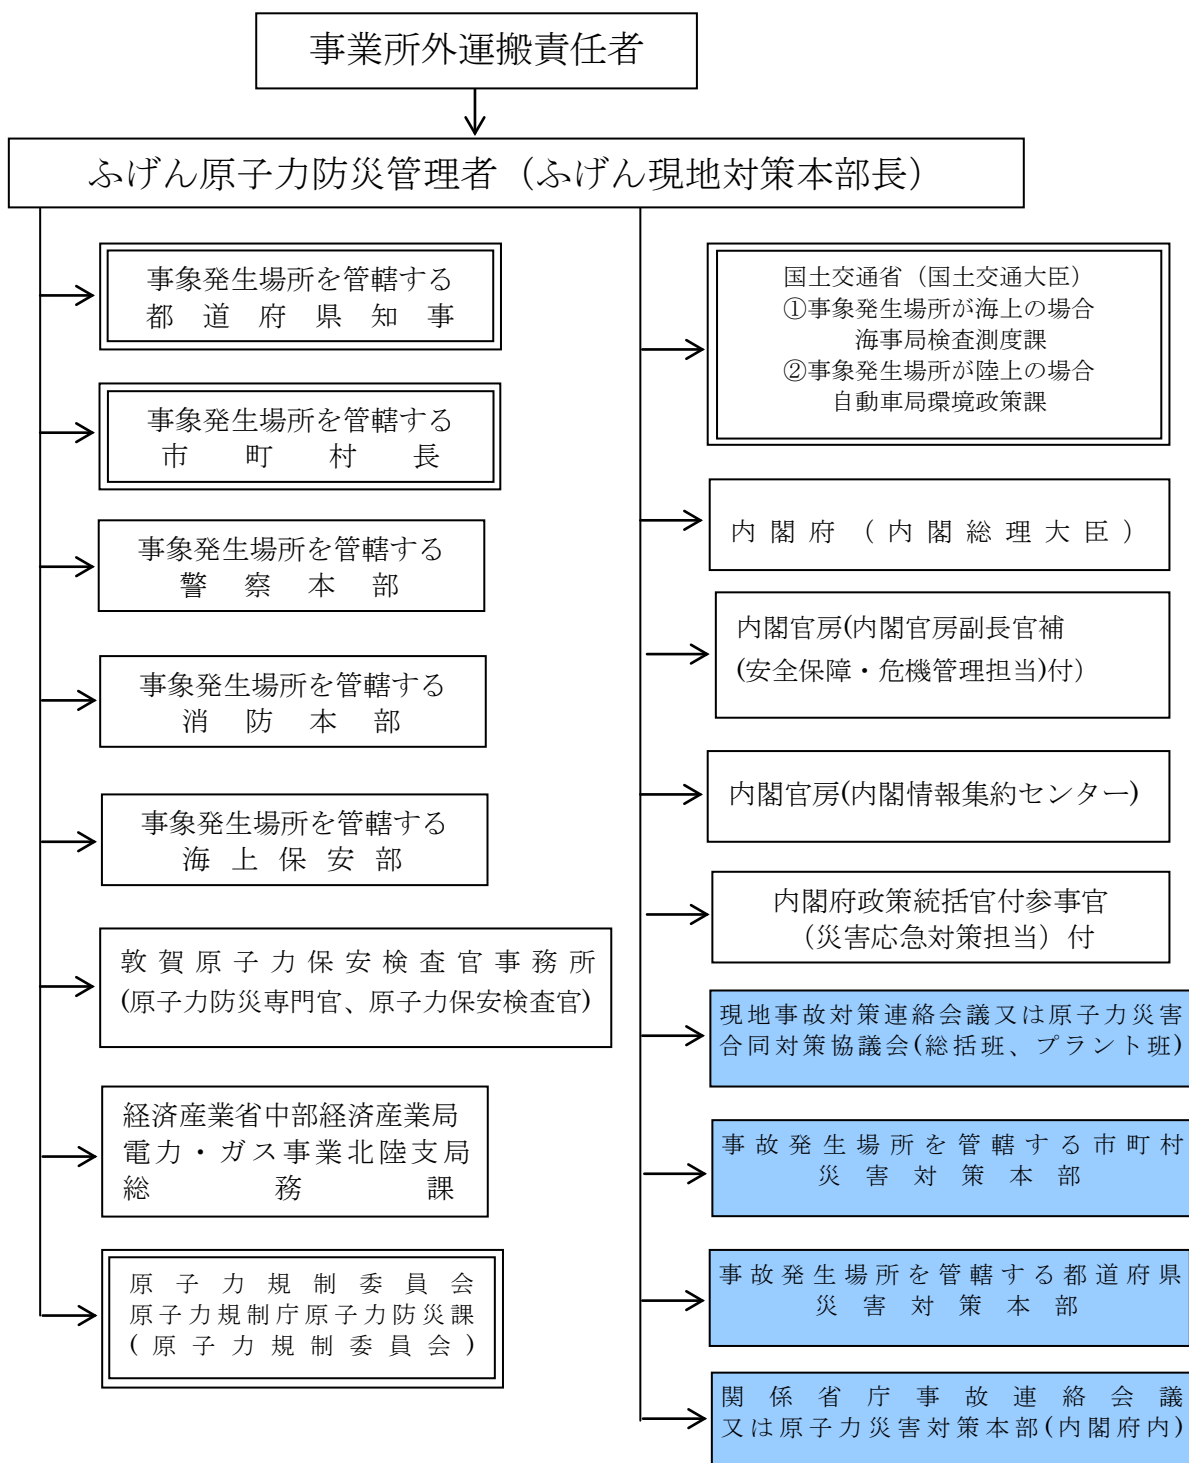 事業所外運搬責任者
ふげん原子力防災管理者（ふげん現地対策本部長）
事象発生場所を管轄する
都道府県知事
事象発生場所を管轄する
市町村長
事象発生場所を管轄する
警察本部
事象発生場所を管轄する
消防本部
事象発生場所を管轄する
海上保安部
敦賀原子力保安検査官事務所
(原子力防災専門官、原子力保安検査官)
経済産業省中部経済産業局
電力・ガス事業北陸支局
総務課
原子力規制委員会
原子力規制庁原子力防災課
(原子力規制委員会)
国土交通省（国土交通大臣）
①事象発生場所が海上の場合
海事局検査測度課
②事象発生場所が陸上の場合
自動車局環境政策課
内閣府（内閣総理大臣）
内閣官房(内閣官房副長官補
(安全保障・危機管理担当)付）
内閣官房(内閣情報集約センター)
内閣府政策統括官付参事官
（災害応急対策担当）付
現地事故対策連絡会議又は原子力災害
合同対策協議会(総括班、プラント班)
事故発生場所を管轄する市町村
災害対策本部
事故発生場所を管轄する都道府県
災害対策本部
関係省庁事故連絡会議
又は原子力災害対策本部(内閣府内)